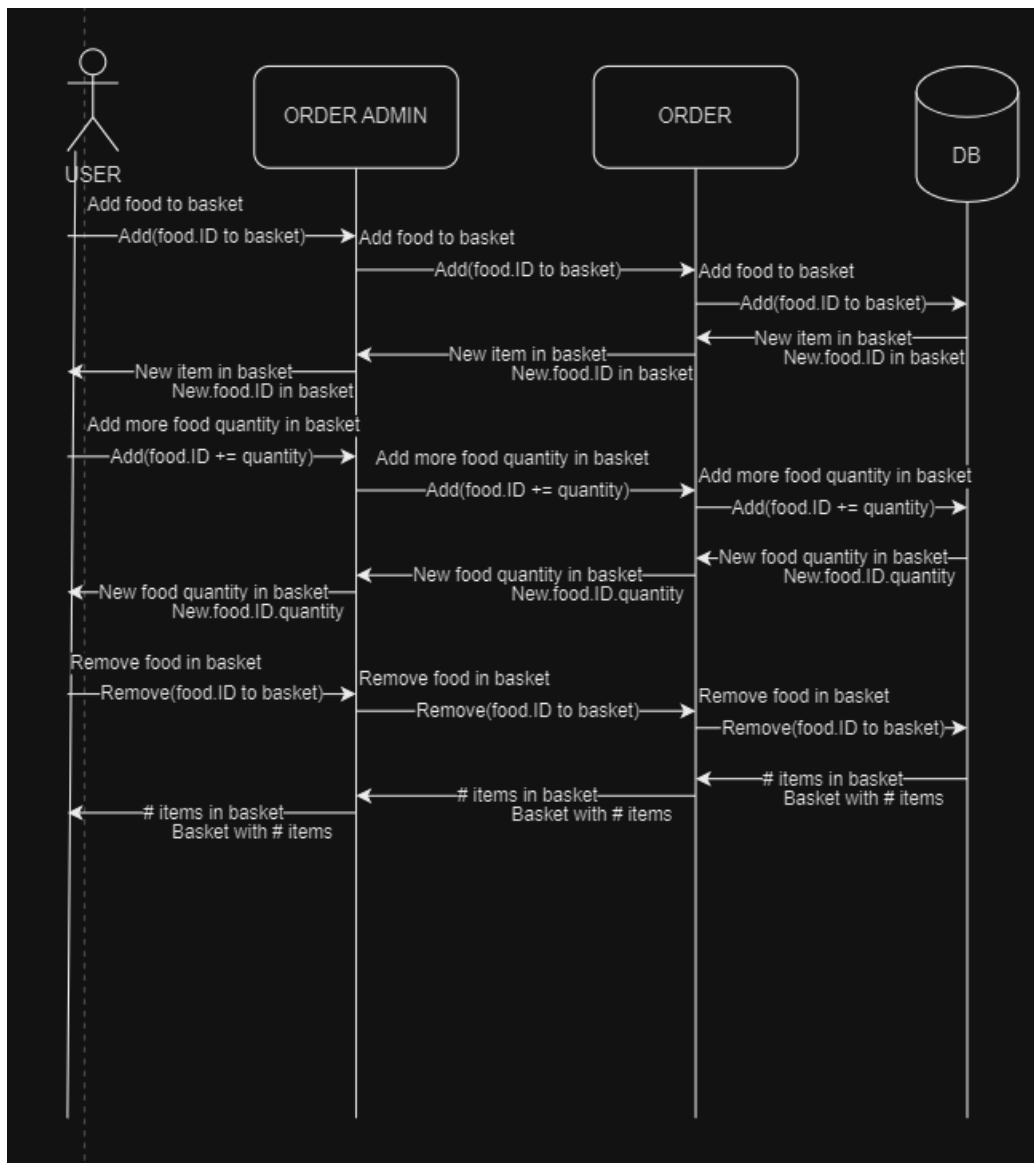 ORDER ADMIN
ORDER
DB
USER
Add food to basket
Add(food.ID to basket)
Add food to basket
Add(food.ID to basket)
Add food to basket
Add(food.ID to basket)
New item in basket
New.food.ID in basket
New item in basket
New.food.ID in basket
New item in basket
New.food.ID in basket
Add more food quantity in basket
Add(food.ID += quantity)
Add more food quantity in basket
Add(food.ID += quantity)
Add more food quantity in basket
Add(food.ID += quantity)
New food quantity in basket
New.food.ID.quantity
New food quantity in basket
New.food.ID.quantity
New food quantity in basket
New.food.ID.quantity
Remove food in basket
Remove(food.ID to basket)
Remove food in basket
Remove(food.ID to basket)
Remove food in basket
Remove(food.ID to basket)
# items in basket
Basket with # items
# items in basket
Basket with # items
# items in basket
Basket with # items